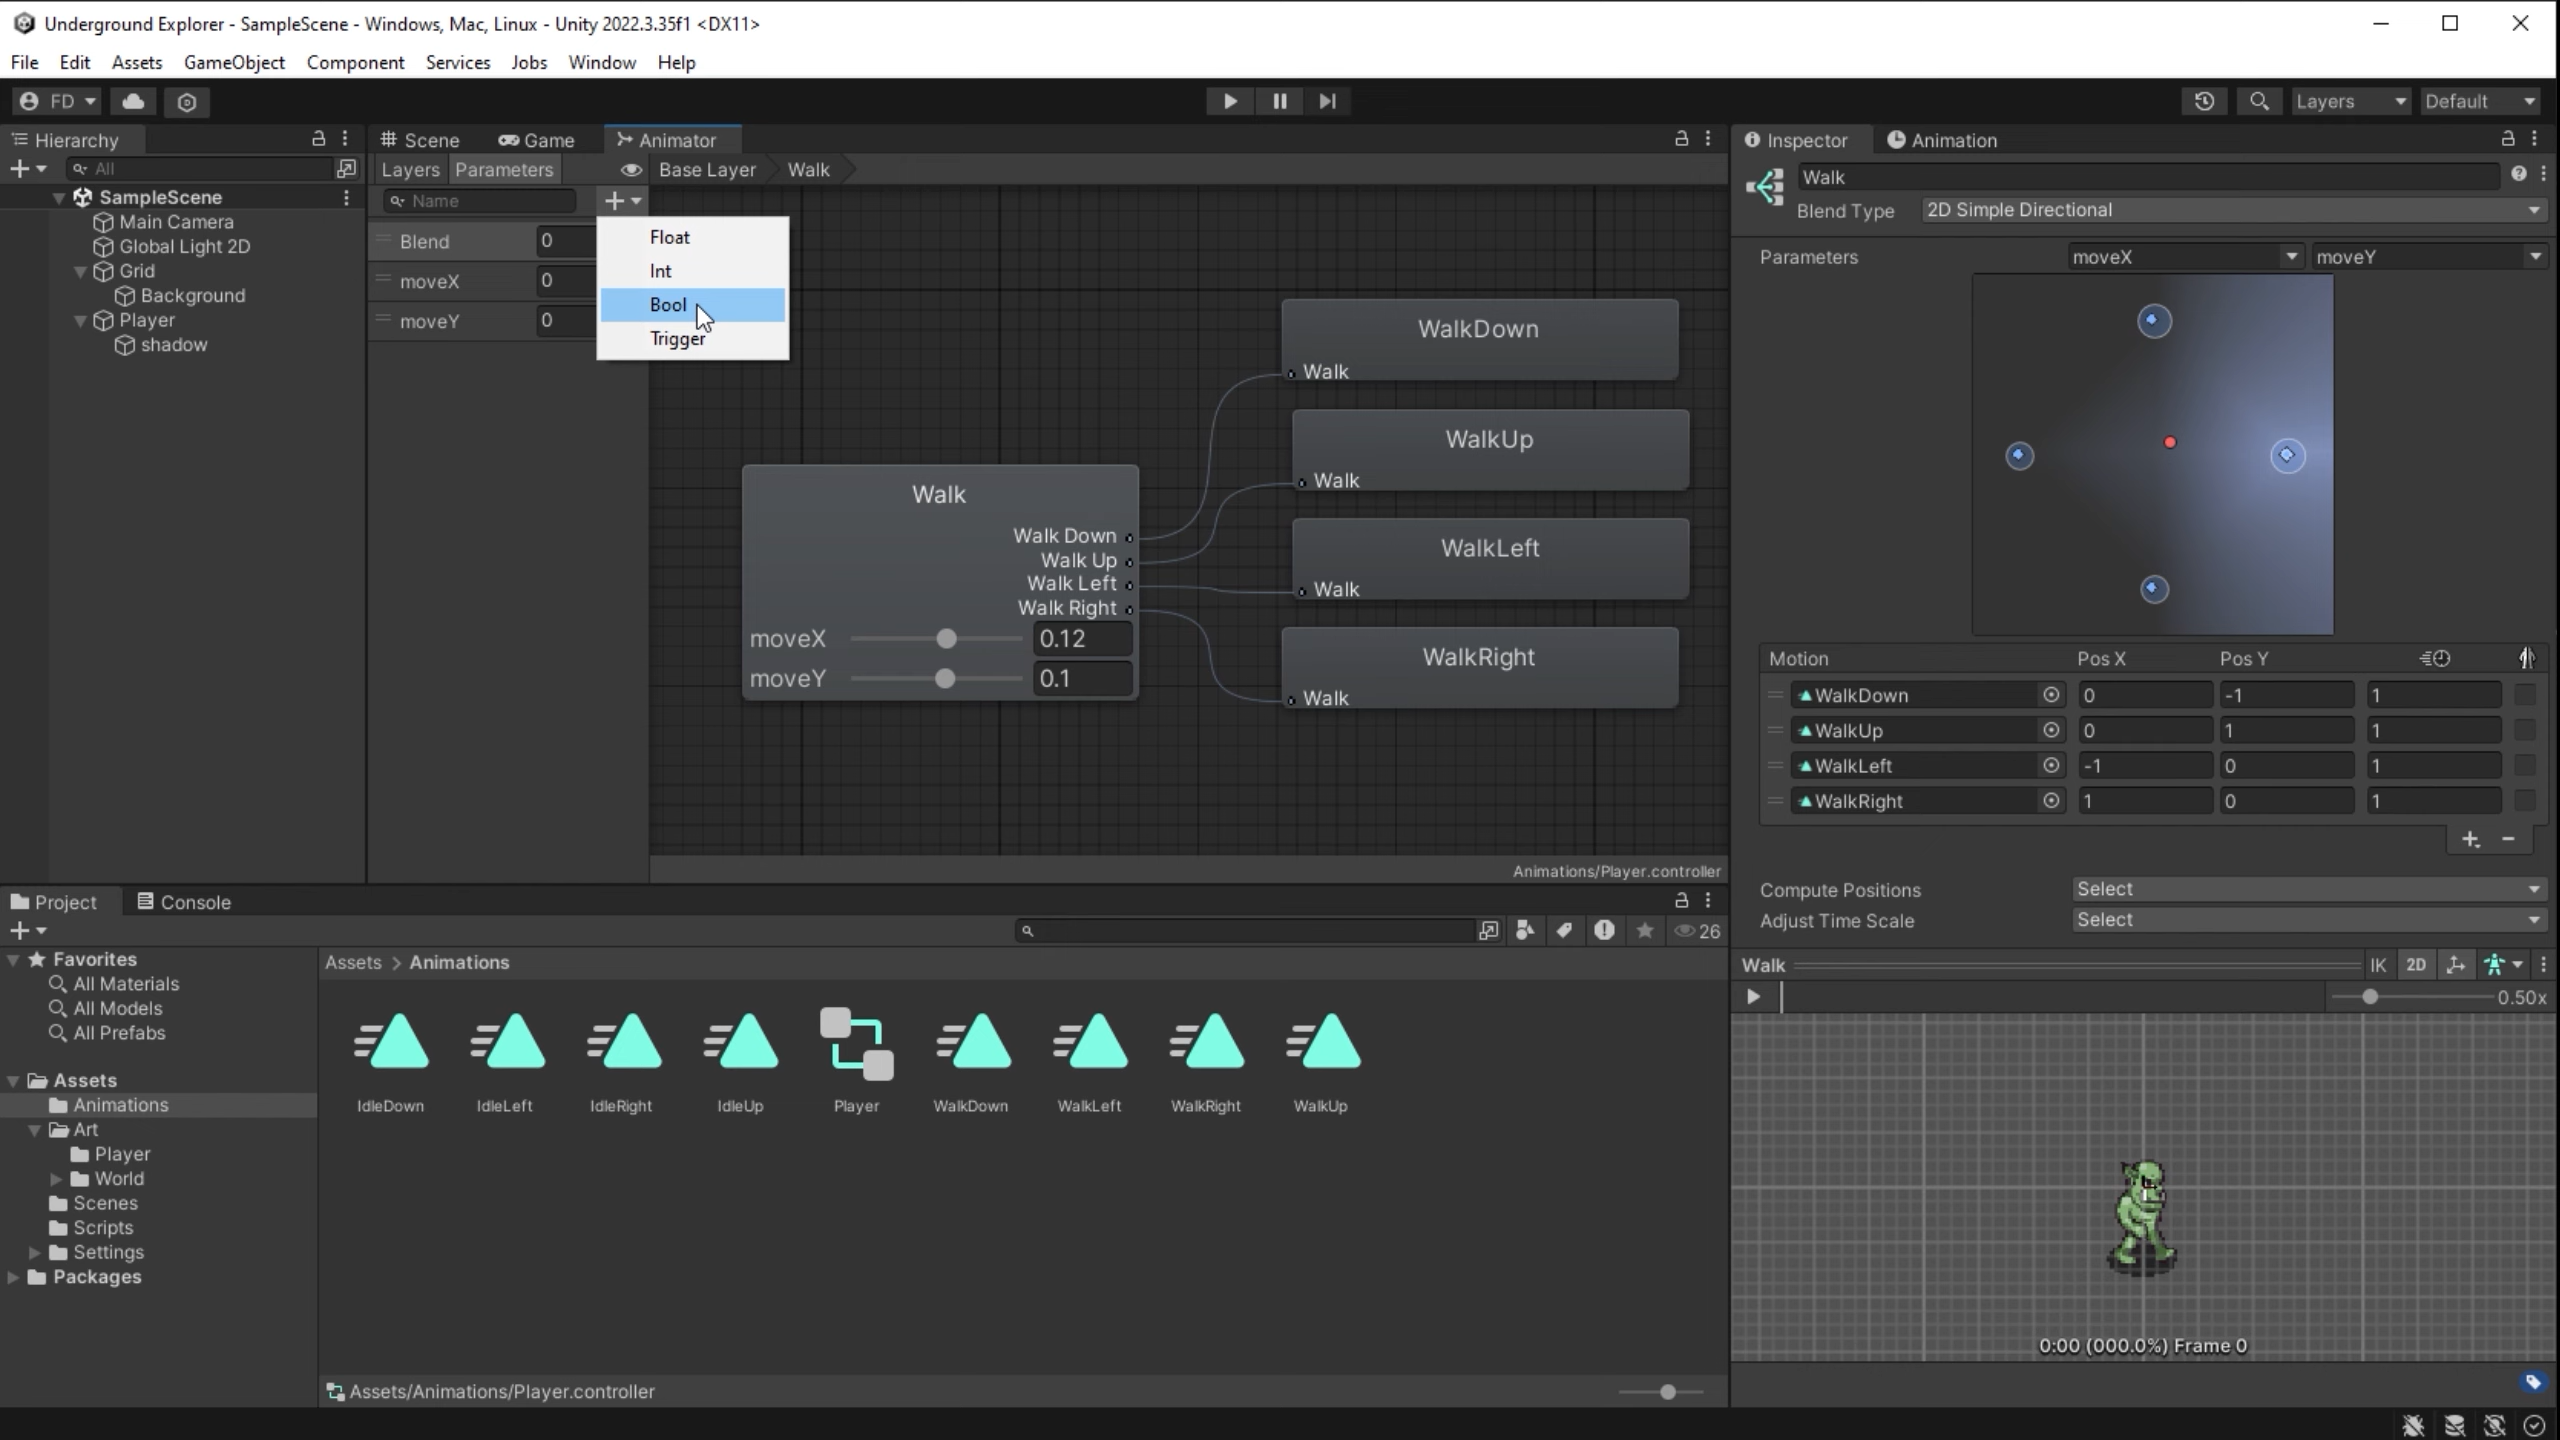 Underground Explorer - SampleScene - Windows, Mac, Linux - Unity 2022.3.35f1 <DX11>
File Edit Assets GameObject Component Services Jobs Window Help
FD Layers Default
Hierarchy
All
SampleScene
Main Camera
Global Light 2D
Grid
Background
Player
shadow
Scene Game Animator
Layers Parameters Base Layer Walk
Name
Blend 0
moveX 0
moveY 0
Float
Int
Bool
Trigger
Walk
Walk Down
Walk Up
Walk Left
Walk Right
moveX 0.12
moveY 0.1
WalkDown
Walk
WalkUp
Walk
WalkLeft
Walk
WalkRight
Walk
Animations/Player.controller
Inspector Animation
Walk
Blend Type 2D Simple Directional
Parameters moveX moveY
Motion Pos X Pos Y
WalkDown 0 -1 1
WalkUp 0 1 1
WalkLeft -1 0 1
WalkRight 1 0 1
Compute Positions Select
Adjust Time Scale Select
Walk IK 2D
0.50x
0:00 (000.0%) Frame 0
Project Console
26
Favorites
All Materials
All Models
All Prefabs
Assets
Animations
Art
Player
World
Scenes
Scripts
Settings
Packages
Assets > Animations
IdleDown IdleLeft IdleRight IdleUp Player WalkDown WalkLeft WalkRight WalkUp
Assets/Animations/Player.controller